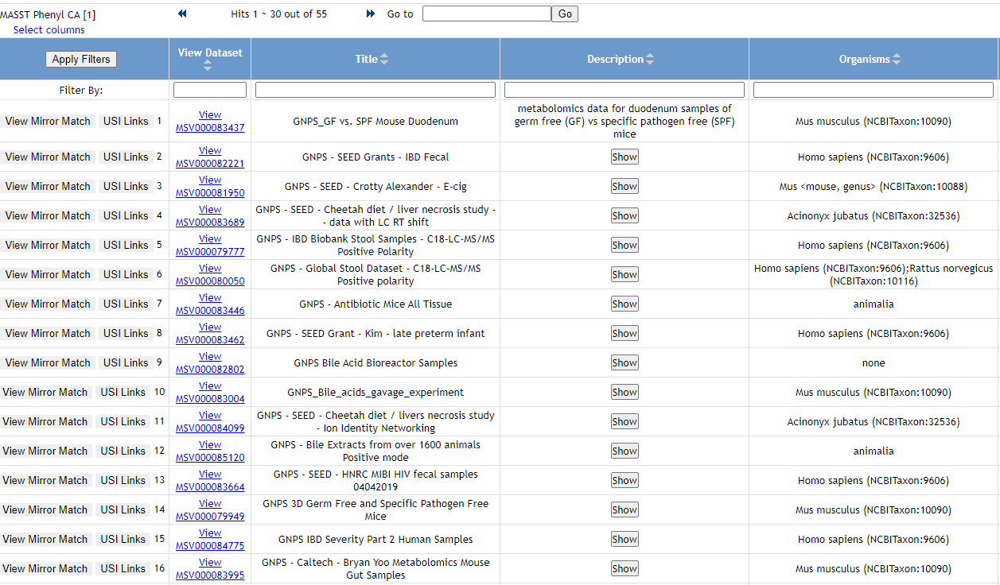 MASST Phenyl CA [1]
Hits 1 ~ 30 out of 55
Go to
Go
Select columns
Apply Filters
View Dataset
Title
Description
Organisms
Filter By:
View Mirror Match USI Links 1
View
MSV000083437
GNPS_GF vs. SPF Mouse Duodenum
metabolomics data for duodenum samples of
germ free (GF) vs specific pathogen free (SPF)
mice
Mus musculus (NCBITaxon:10090)
View Mirror Match USI Links 2
View
MSV000082221
GNPS - SEED Grants - IBD Fecal
Show
Homo sapiens (NCBITaxon:9606)
View Mirror Match USI Links 3
View
MSV000081950
GNPS - SEED - Crotty Alexander - E-cig
Show
Mus <mouse, genus> (NCBITaxon:10088)
View Mirror Match USI Links 4
View
MSV000083689
GNPS - SEED - Cheetah diet / liver necrosis study -
- data with LC RT shift
Show
Acinonyx jubatus (NCBITaxon:32536)
View Mirror Match USI Links 5
View
MSV000079777
GNPS - IBD Biobank Stool Samples - C18-LC-MS/MS
Positive Polarity
Show
Homo sapiens (NCBITaxon:9606)
View Mirror Match USI Links 6
View
MSV000080050
GNPS - Global Stool Dataset - C18-LC-MS/MS
Positive polarity
Show
Homo sapiens (NCBITaxon:9606);Rattus norvegicus
(NCBITaxon:10116)
View Mirror Match USI Links 7
View
MSV000083446
GNPS - Antibiotic Mice All Tissue
Show
animalia
View Mirror Match USI Links 8
View
MSV000083462
GNPS - SEED Grant - Kim - late preterm infant
Show
Homo sapiens (NCBITaxon:9606)
View Mirror Match USI Links 9
View
MSV000082802
GNPS Bile Acid Bioreactor Samples
Show
none
View Mirror Match USI Links 10
View
MSV000083004
GNPS_Bile_acids_gavage_experiment
Show
Mus musculus (NCBITaxon:10090)
View Mirror Match USI Links 11
View
MSV000084099
GNPS - SEED - Cheetah diet / livers necrosis study
- Ion Identity Networking
Show
Acinonyx jubatus (NCBITaxon:32536)
View Mirror Match USI Links 12
View
MSV000085120
GNPS - Bile Extracts from over 1600 animals
Positive mode
Show
animalia
View Mirror Match USI Links 13
View
MSV000083664
GNPS - SEED - HNRC MIBI HIV fecal samples
04042019
Show
Homo sapiens (NCBITaxon:9606)
View Mirror Match USI Links 14
View
MSV000079949
GNPS 3D Germ Free and Specific Pathogen Free
Mice
Show
Mus musculus (NCBITaxon:10090)
View Mirror Match USI Links 15
View
MSV000084775
GNPS IBD Severity Part 2 Human Samples
Show
Homo sapiens (NCBITaxon:9606)
View Mirror Match USI Links 16
View
MSV000083995
GNPS - Caltech - Bryan Yoo Metabolomics Mouse
Gut Samples
Show
Mus musculus (NCBITaxon:10090)